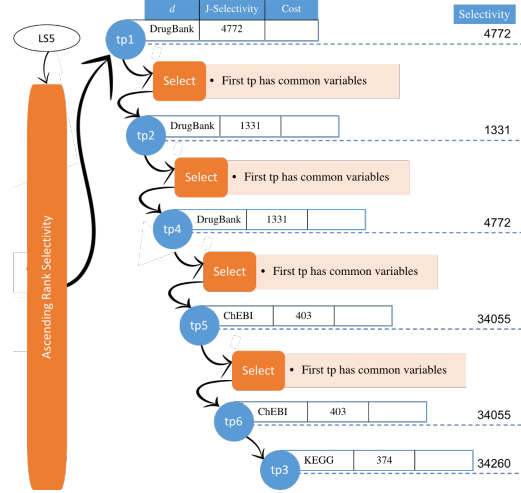 d J-Selectivity Cost
Selectivity
LS5
tp1 DrugBank 4772
4772
Select • First tp has common variables
tp2 DrugBank 1331
1331
Select • First tp has common variables
tp4 DrugBank 1331
4772
Select • First tp has common variables
tp5 ChEBI 403
34055
Select • First tp has common variables
tp6 ChEBI 403
34055
tp3 KEGG 374
34260
Ascending Rank Selectivity